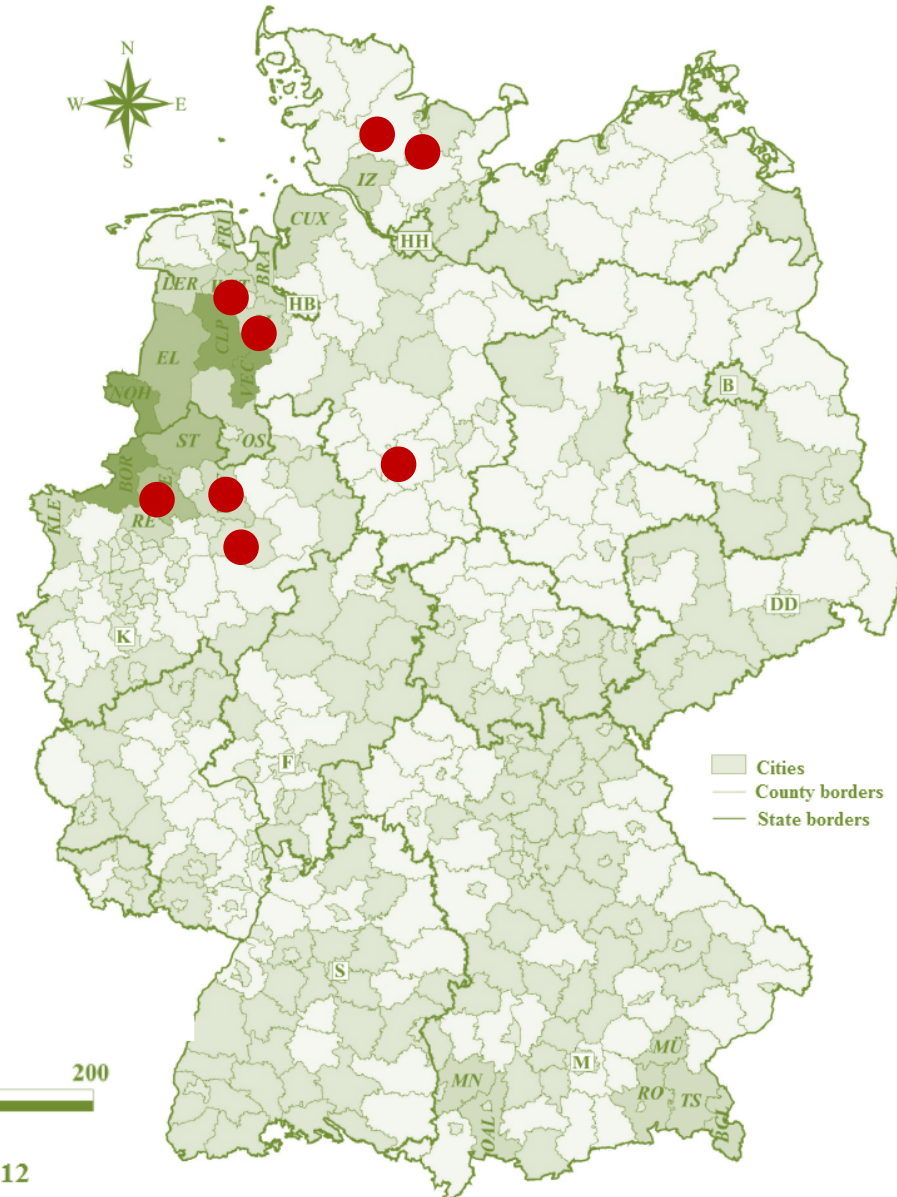 N
W E
S
IZ
CUX
HH
FRI
BRA
LER
HB
CLP
EL
B
VEC
NOH
ST
OS
BOR
KLE
RE
DD
K
F
Cities
County borders
State borders
S
MÜ
M
200
MN
RO
TS
OAL
BGL
12